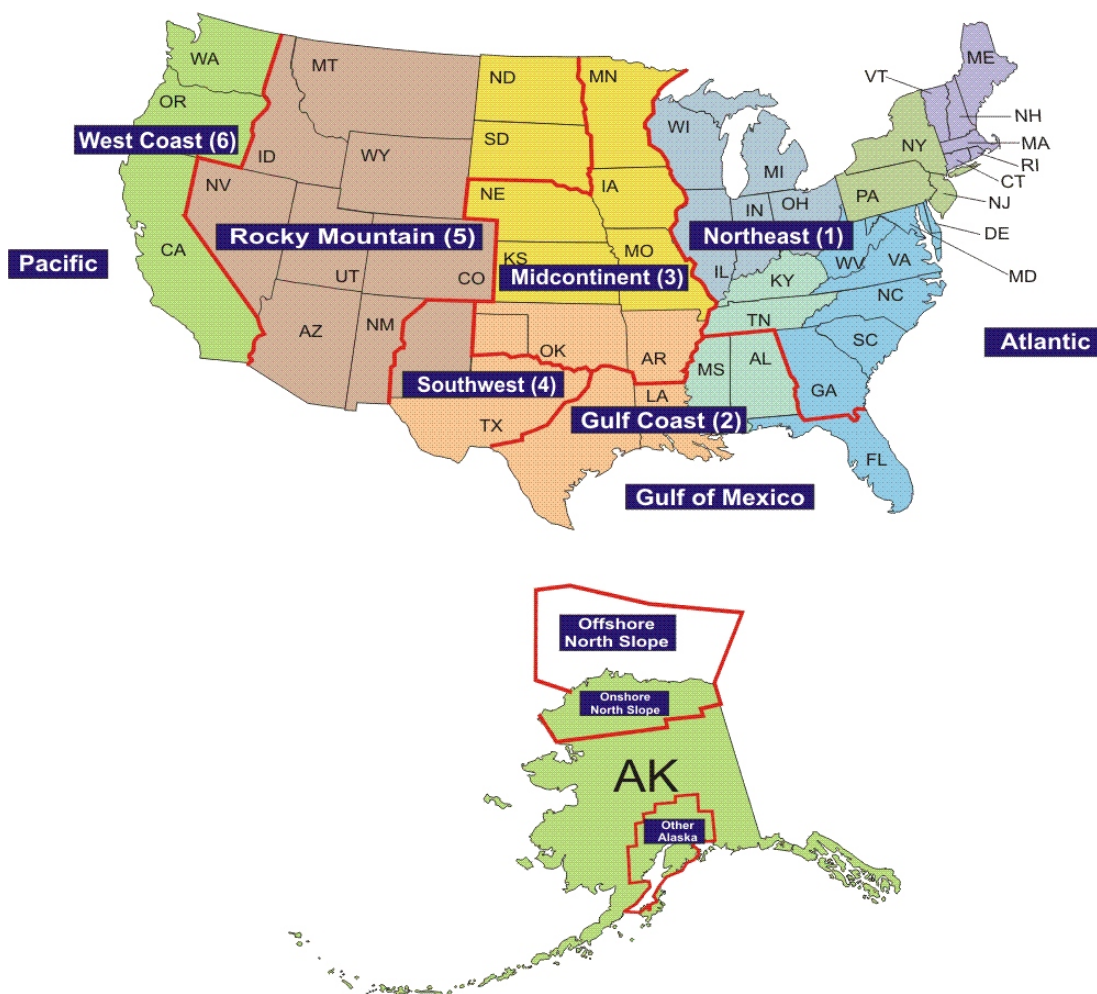 WA
MT
ND
MN
ME
VT
OR
NH
WI
SD
West Coast (6)
MA
NY
MI
ID
WY
RI
CT
NV
NE
IA
PA
IN
OH
NJ
Rocky Mountain (5)
Northeast (1)
DE
CA
MO
VA
KS
WV
Pacific
IL
MD
UT
CO
Midcontinent (3)
KY
NC
NM
TN
AZ
SC
Atlantic
OK
AR
AL
MS
Southwest (4)
GA
LA
Gulf Coast (2)
TX
FL
Gulf of Mexico
Offshore
North Slope
Onshore
North Slope
AK
Other
Alaska